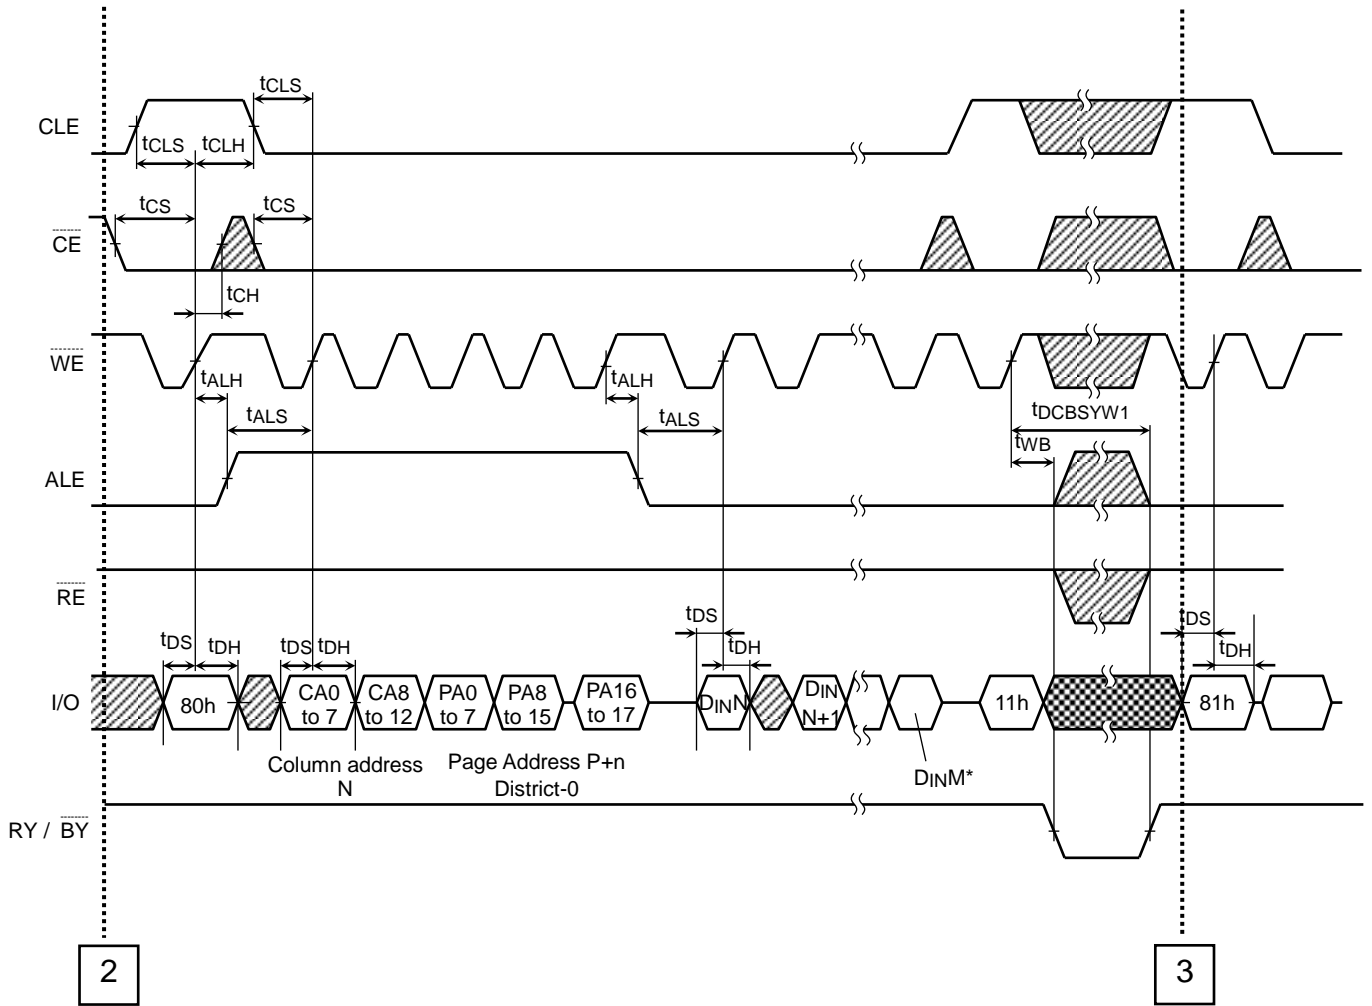 tCLS
CLE
tCLS tCLH
tCS tCS
CE
tCH
WE
tALH tALH
tALS tALS
tDCBSYW1
tWB
ALE
RE
tDS tDH tDS tDH tDS tDH tDS tDH
I/O
80h
CA0 to 7
CA8 to 12
PA0 to 7
PA8 to 15
PA16 to 17
DINN
DIN N+1
11h
81h
Column address N
Page Address P+n
District-0
DINM*
RY / BY
2
3